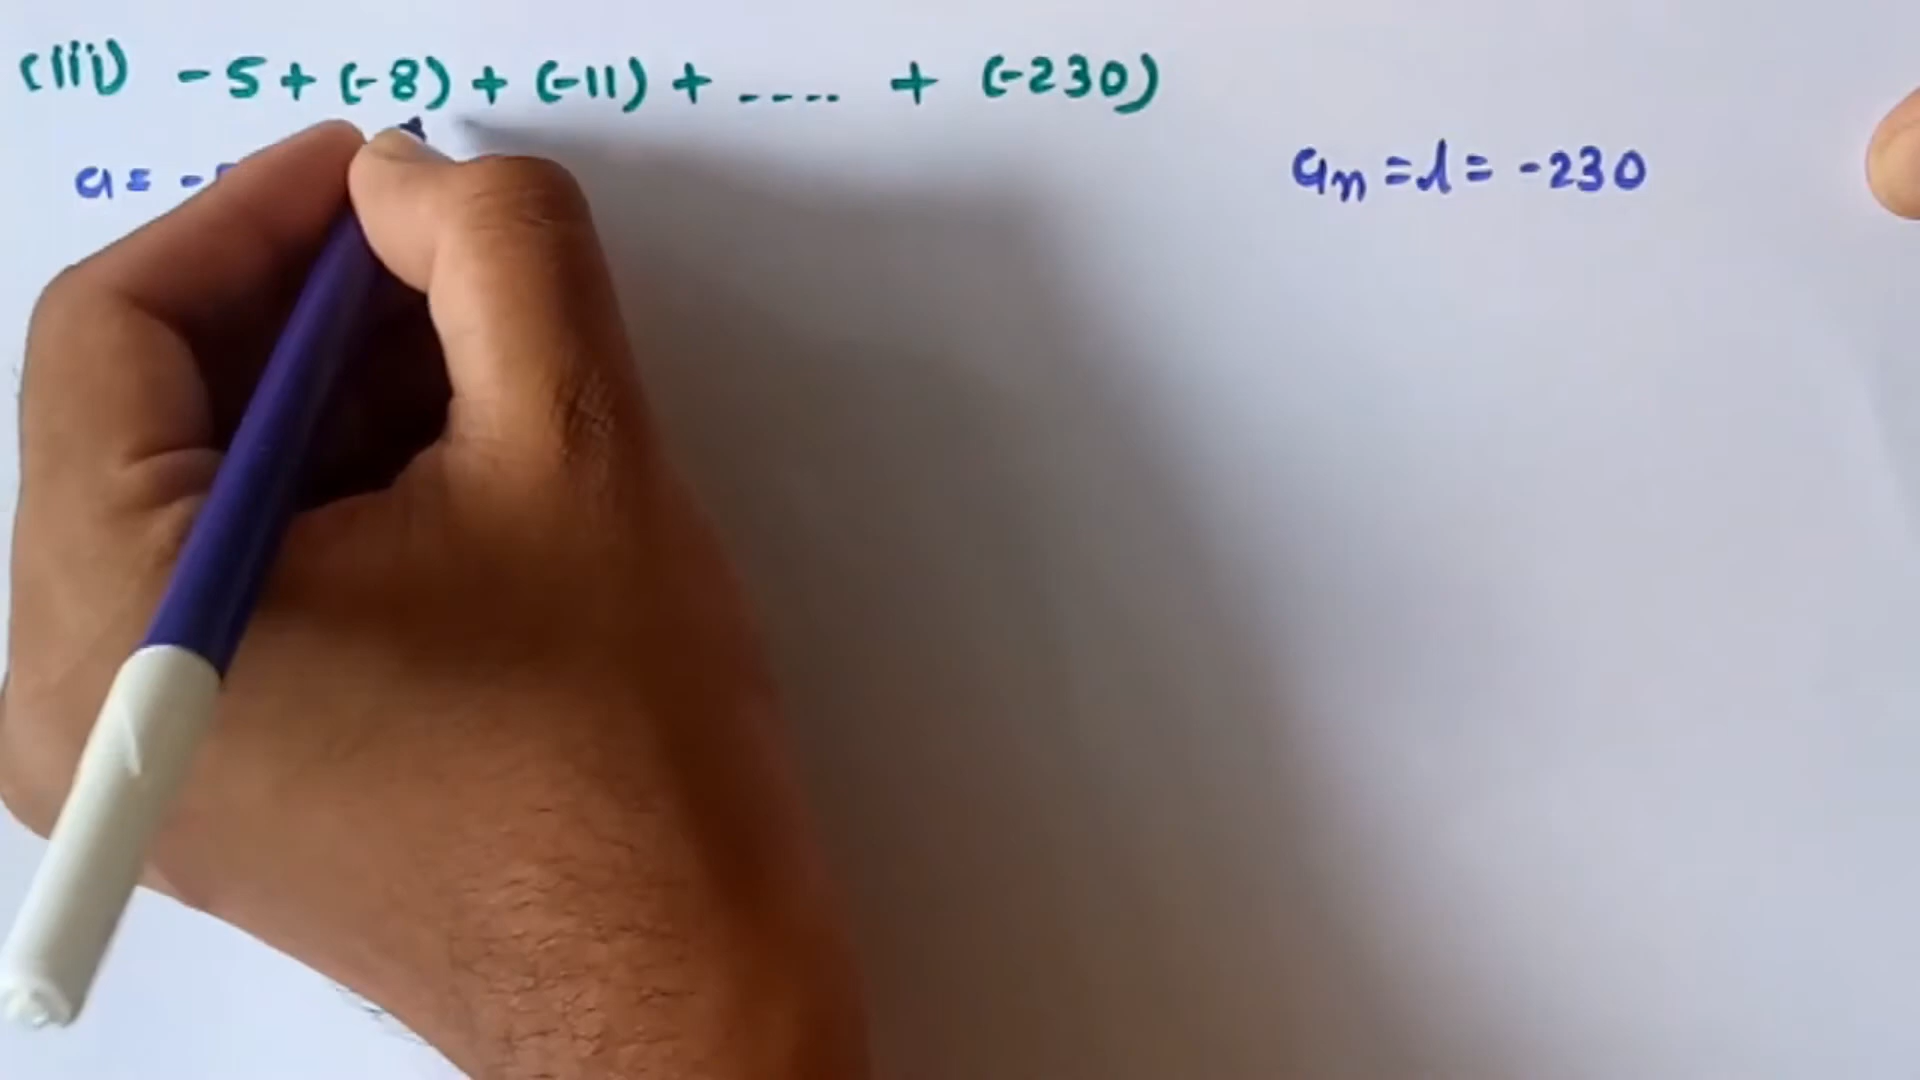 (iii) -5 + (-8) + (-11) + .... + (-230)
a = -
an = l = -230